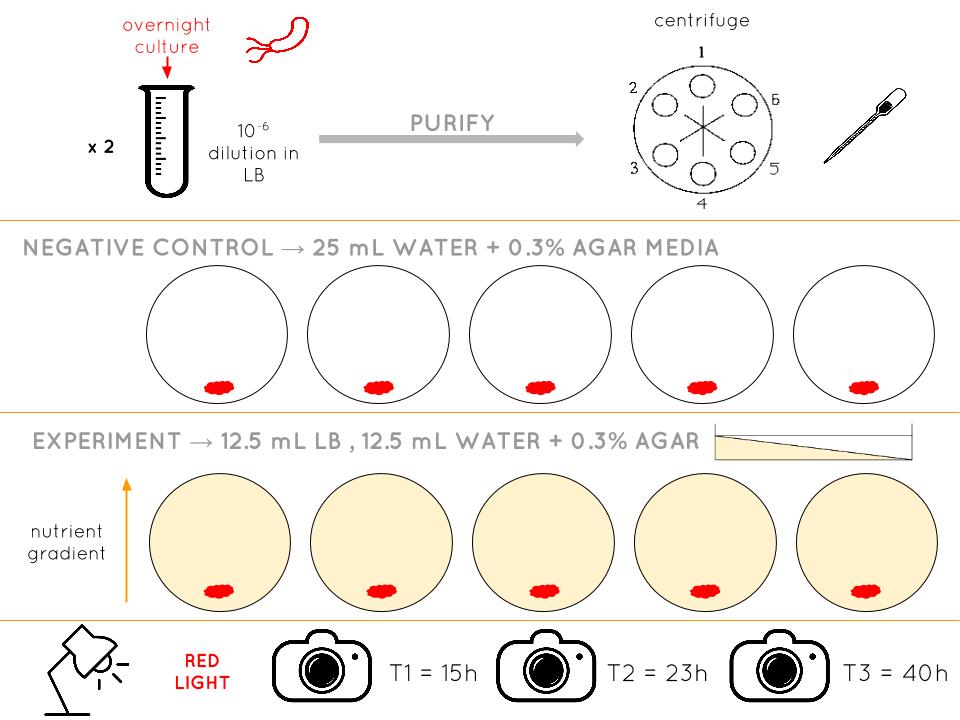 overnight
culture
x 2
10⁻⁶
dilution in
LB
PURIFY
centrifuge
1
2
6
3
5
4
NEGATIVE CONTROL → 25 mL WATER + 0.3% AGAR MEDIA
EXPERIMENT → 12.5 mL LB , 12.5 mL WATER + 0.3% AGAR
nutrient
gradient
RED
LIGHT
T1 = 15h
T2 = 23h
T3 = 40h